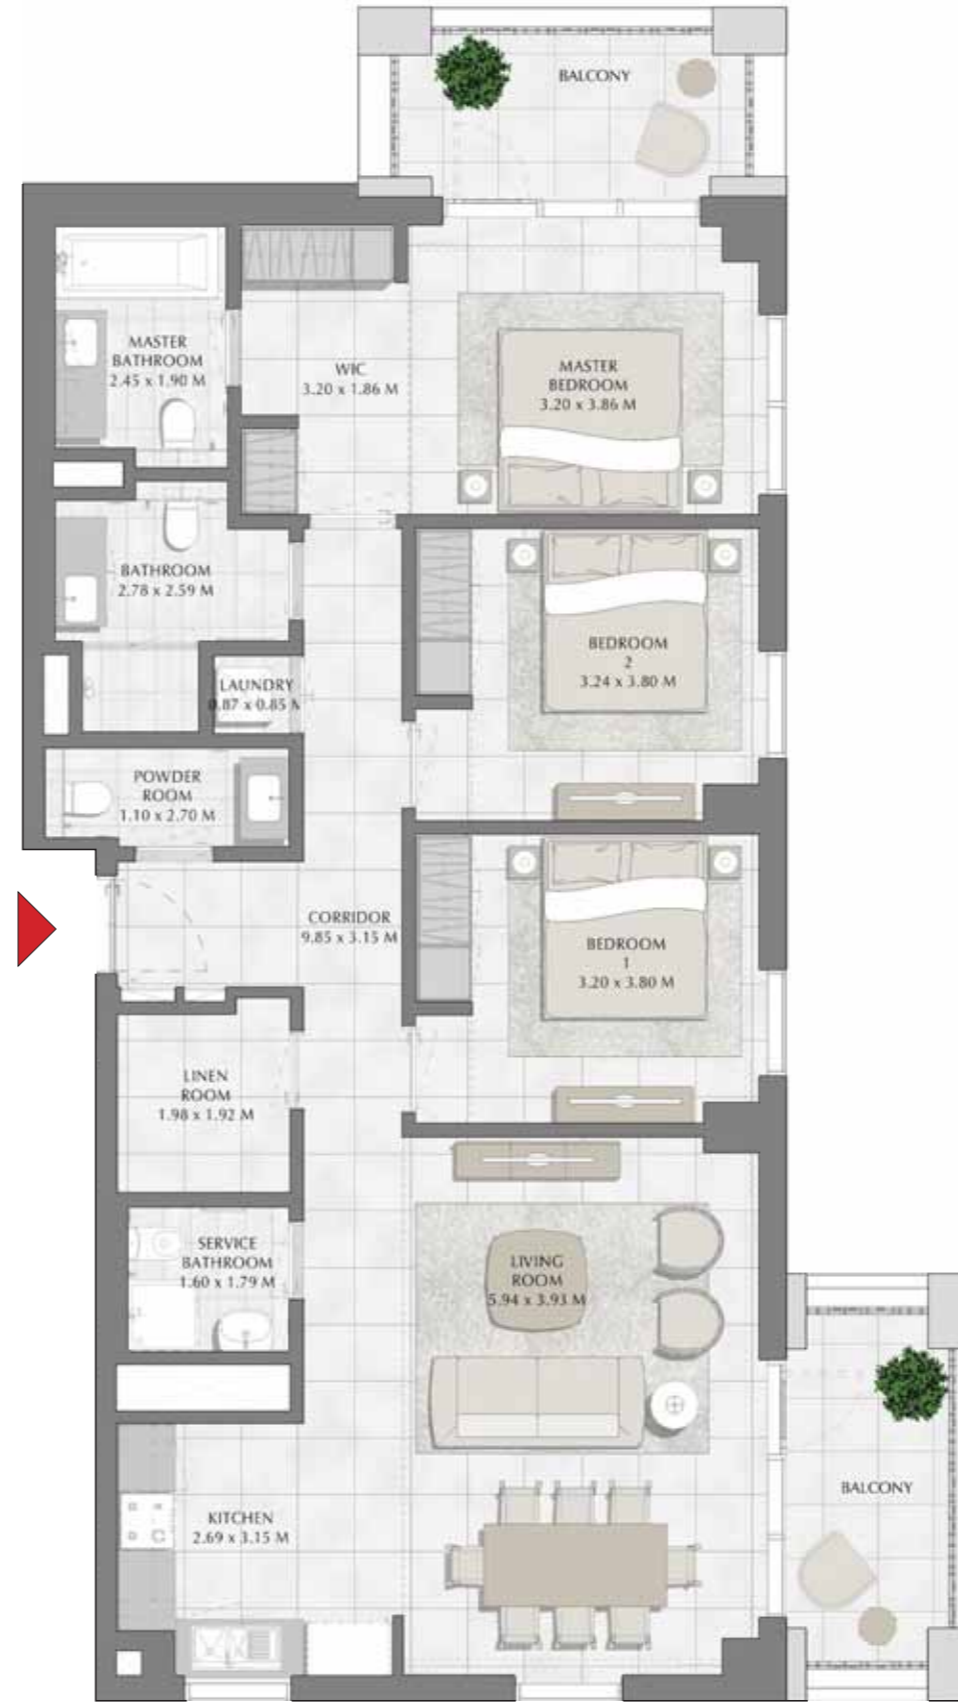 BALCONY
MASTER
BATHROOM
2.45 x 1.90 M
WIC
3.20 x 1.86 M
MASTER
BEDROOM
3.20 x 3.86 M
BATHROOM
2.78 x 2.59 M
BEDROOM
2
3.24 x 3.80 M
LAUNDRY
0.87 x 0.85 M
POWDER
ROOM
1.10 x 2.70 M
CORRIDOR
9.85 x 3.15 M
BEDROOM
1
3.20 x 3.80 M
LINEN
ROOM
1.98 x 1.92 M
SERVICE
BATHROOM
1.60 x 1.79 M
LIVING
ROOM
5.94 x 3.93 M
BALCONY
KITCHEN
2.69 x 3.15 M